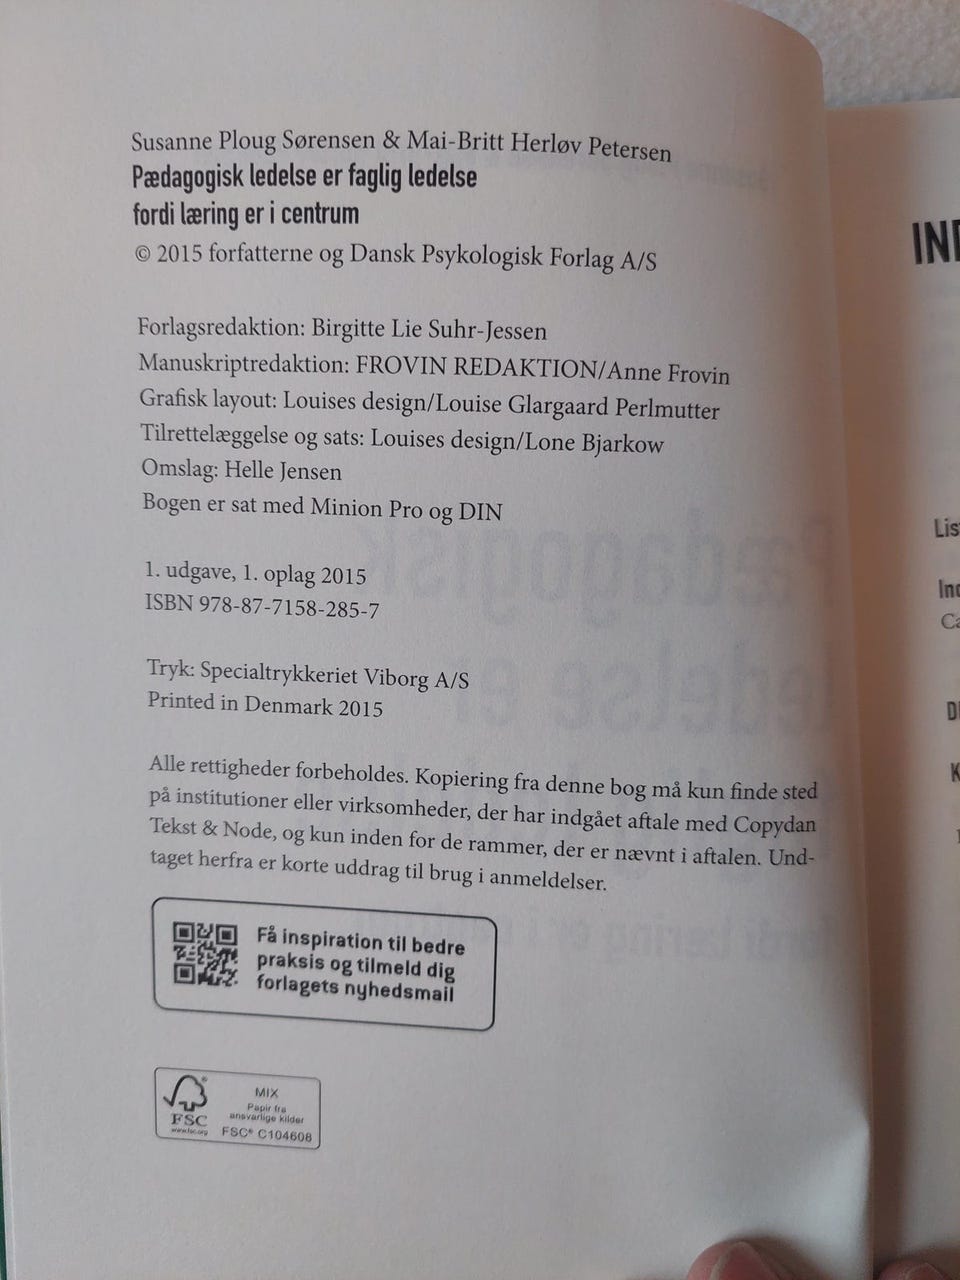 Susanne Ploug Sørensen & Mai-Britt Herløv Petersen
Pædagogisk ledelse er faglig ledelse
fordi læring er i centrum
© 2015 forfatterne og Dansk Psykologisk Forlag A/S
Forlagsredaktion: Birgitte Lie Suhr-Jessen
Manuskriptredaktion: FROVIN REDAKTION/Anne Frovin
Grafisk layout: Louises design/Louise Glargaard Perlmutter
Tilrettelæggelse og sats: Louises design/Lone Bjarkow
Omslag: Helle Jensen
Bogen er sat med Minion Pro og DIN
1. udgave, 1. oplag 2015
ISBN 978-87-7158-285-7
Tryk: Specialtrykkeriet Viborg A/S
Printed in Denmark 2015
Alle rettigheder forbeholdes. Kopiering fra denne bog må kun finde sted
på institutioner eller virksomheder, der har indgået aftale med Copydan
Tekst & Node, og kun inden for de rammer, der er nævnt i aftalen. Und-
taget herfra er korte uddrag til brug i anmeldelser.
Få inspiration til bedre
praksis og tilmeld dig
forlagets nyhedsmail
FSC
www.fsc.org
MIX
Papir fra
ansvarlige kilder
FSC® C104608